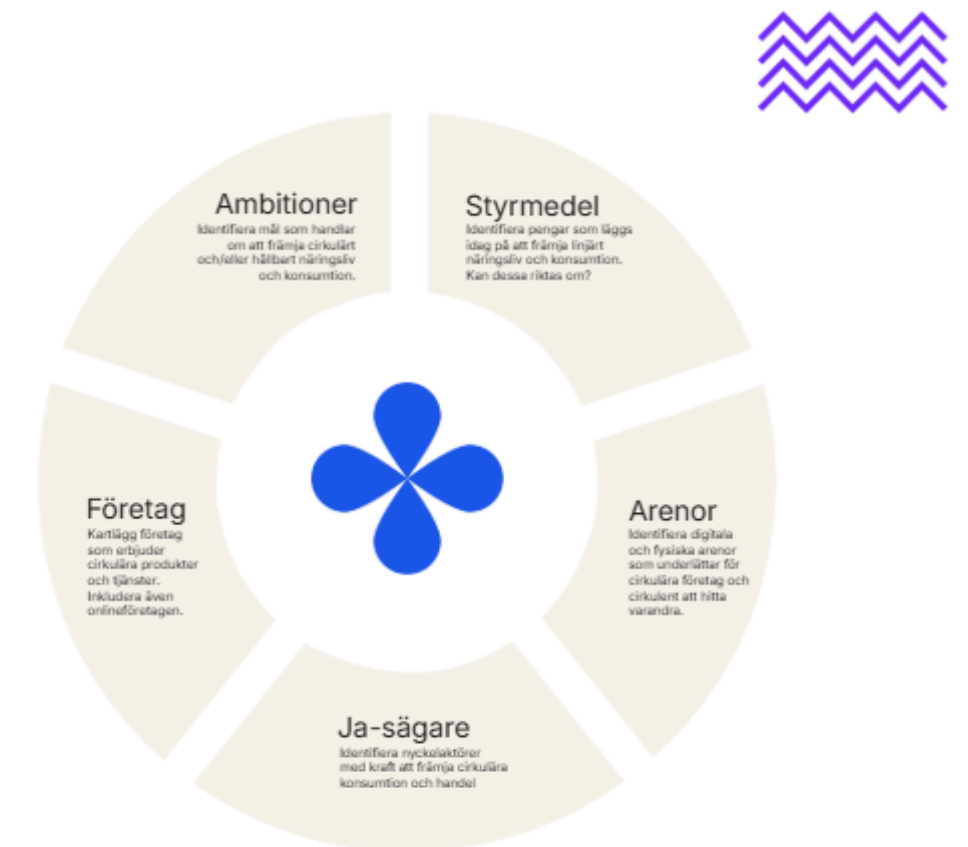 Ambitioner
Identifiera mål som handlar
om att främja cirkulärt
och/eller hållbart näringsliv
och konsumtion.
Styrmedel
Identifiera pengar som läggs
idag på att främja linjärt
näringsliv och konsumtion.
Kan dessa riktas om?
Arenor
Identifiera digitala
och fysiska arenor
som underlättar för
cirkulära företag och
cirkulent att hitta
varandra.
Ja-sägare
Identifiera nyckelaktörer
med kraft att främja cirkulära
konsumtion och handel
Företag
Kartlägg företag
som erbjuder
cirkulära produkter
och tjänster.
Inkludera även
onlineföretagen.